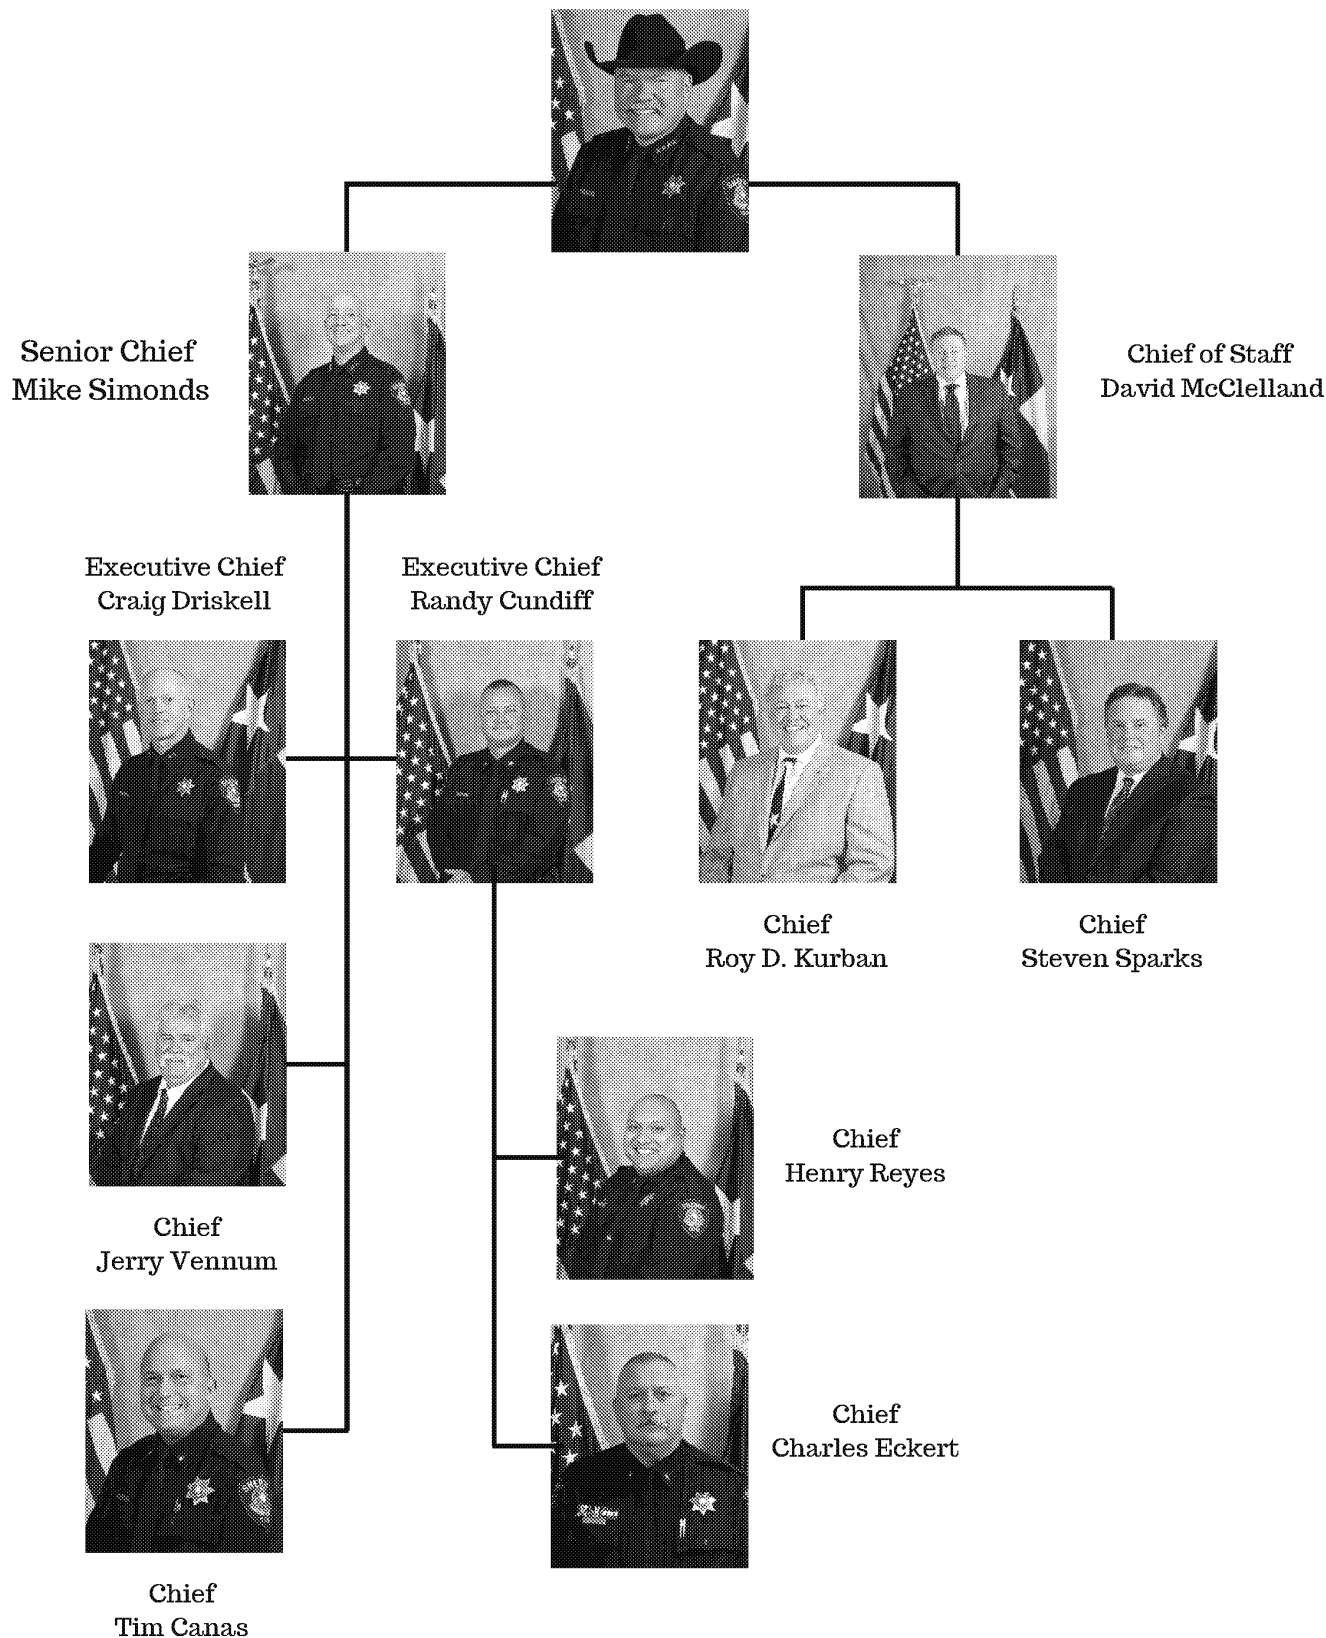 Senior Chief
Mike Simonds
Chief of Staff
David McClelland
Executive Chief
Craig Driskell
Executive Chief
Randy Cundiff
Chief
Roy D. Kurban
Chief
Steven Sparks
Chief
Jerry Vennum
Chief
Henry Reyes
Chief
Charles Eckert
Chief
Tim Canas